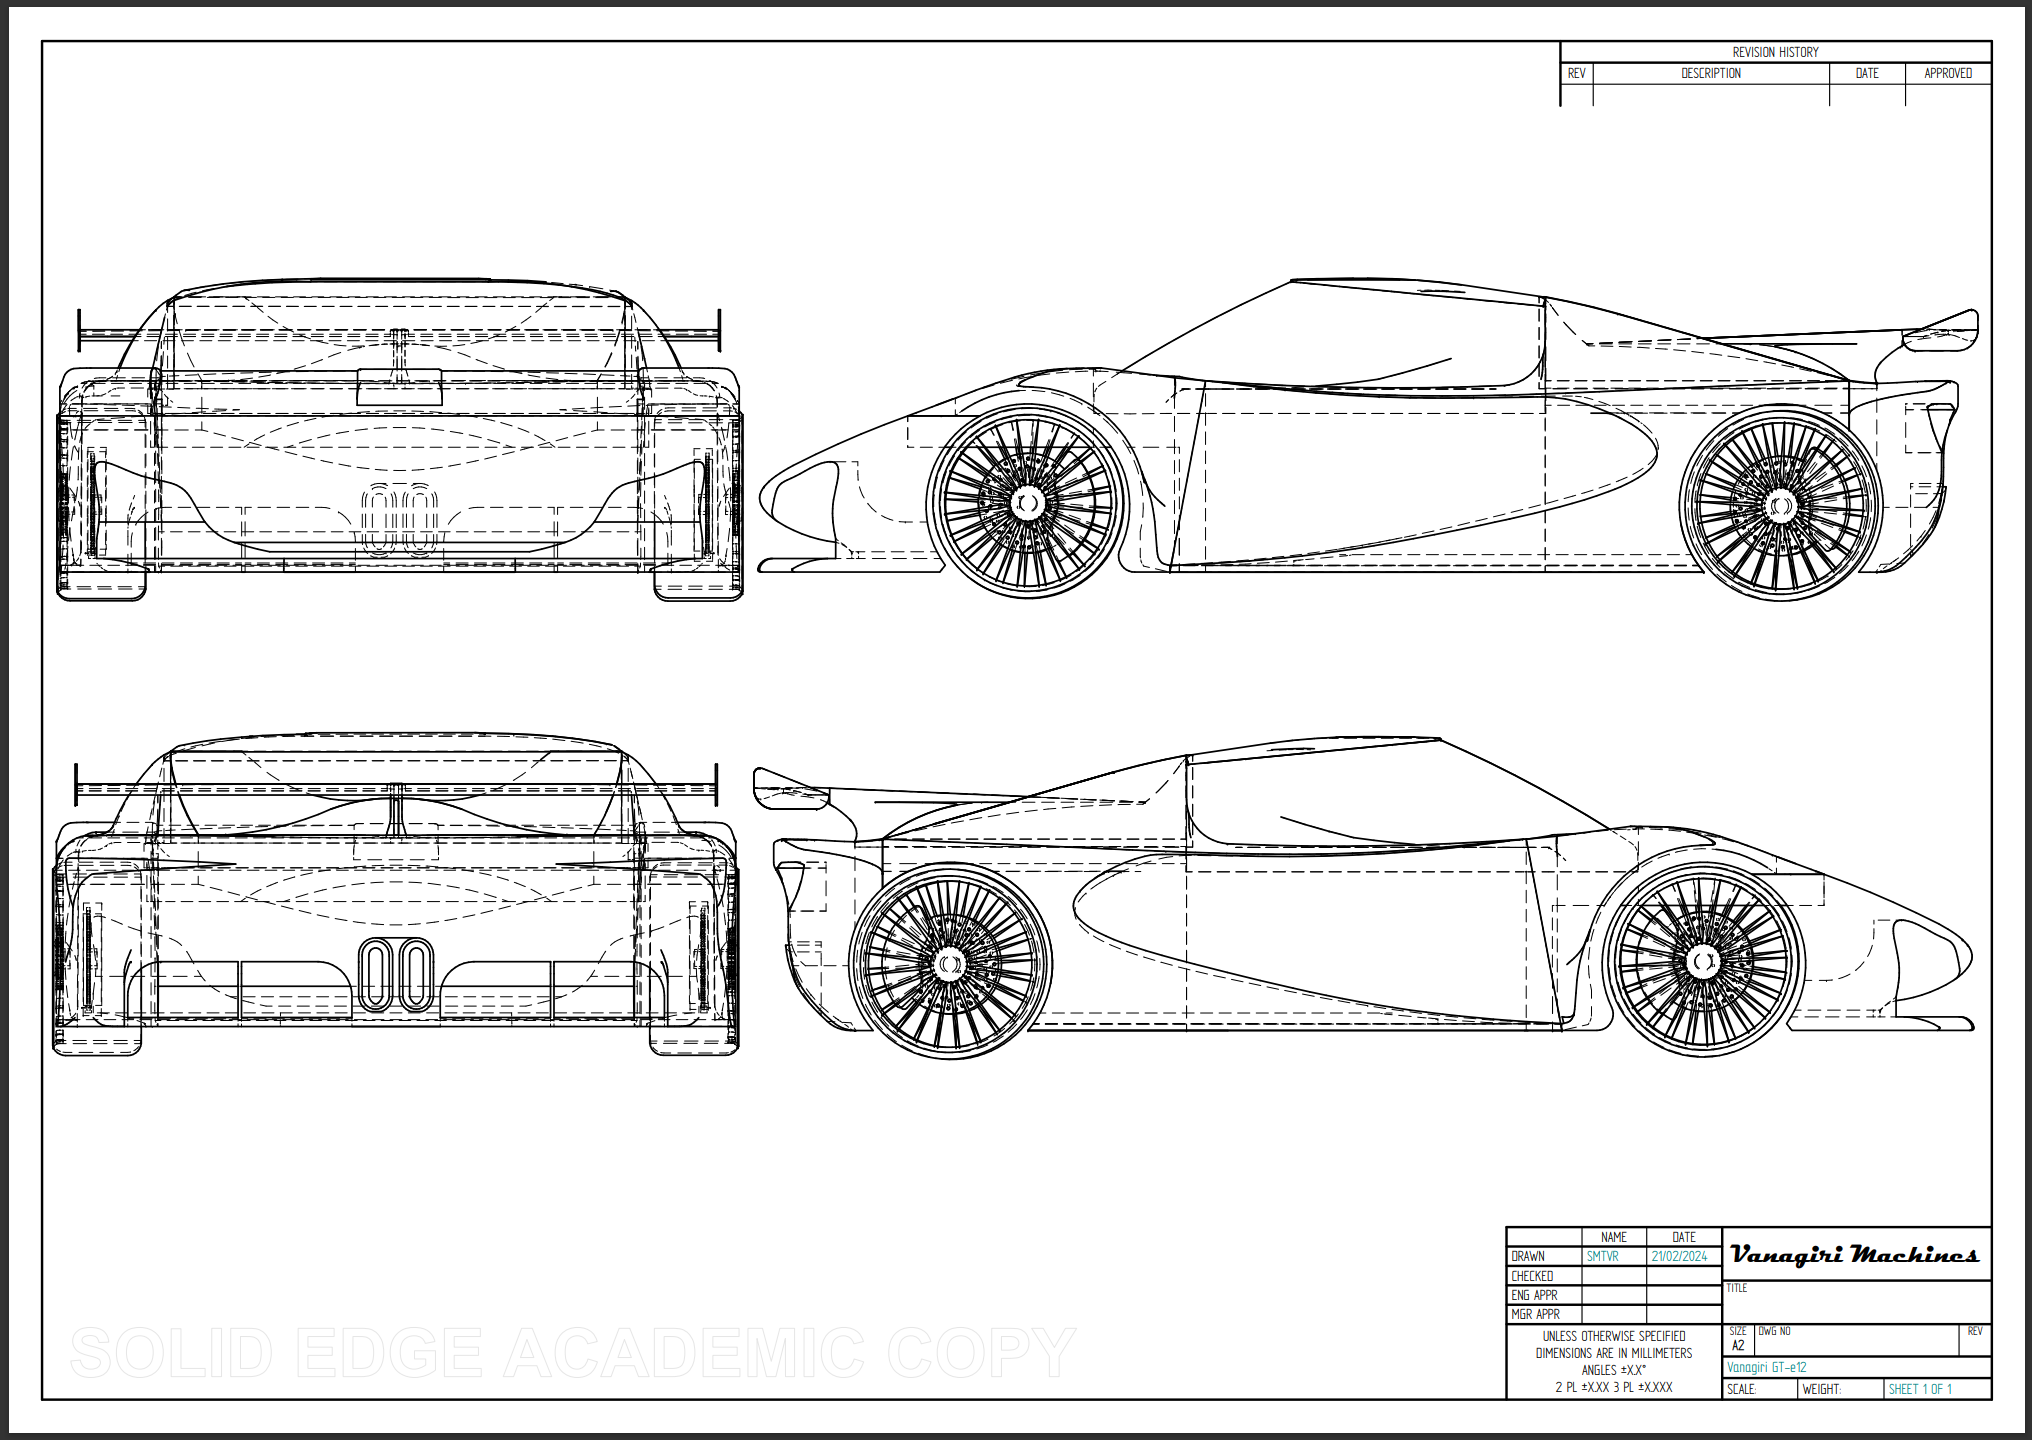 REVISION HISTORY
REV DESCRIPTION DATE APPROVED
NAME DATE
DRAWN SMTVR 21/02/2024
CHECKED
ENG APPR
MGR APPR
UNLESS OTHERWISE SPECIFIED
DIMENSIONS ARE IN MILLIMETERS
ANGLES ±X.X°
2 PL ±X.XX 3 PL ±X.XXX
Vanagiri Machines
TITLE
SIZE DWG NO REV
A2
Vanagiri GT-e12
SCALE: WEIGHT: SHEET 1 OF 1
SOLID EDGE ACADEMIC COPY